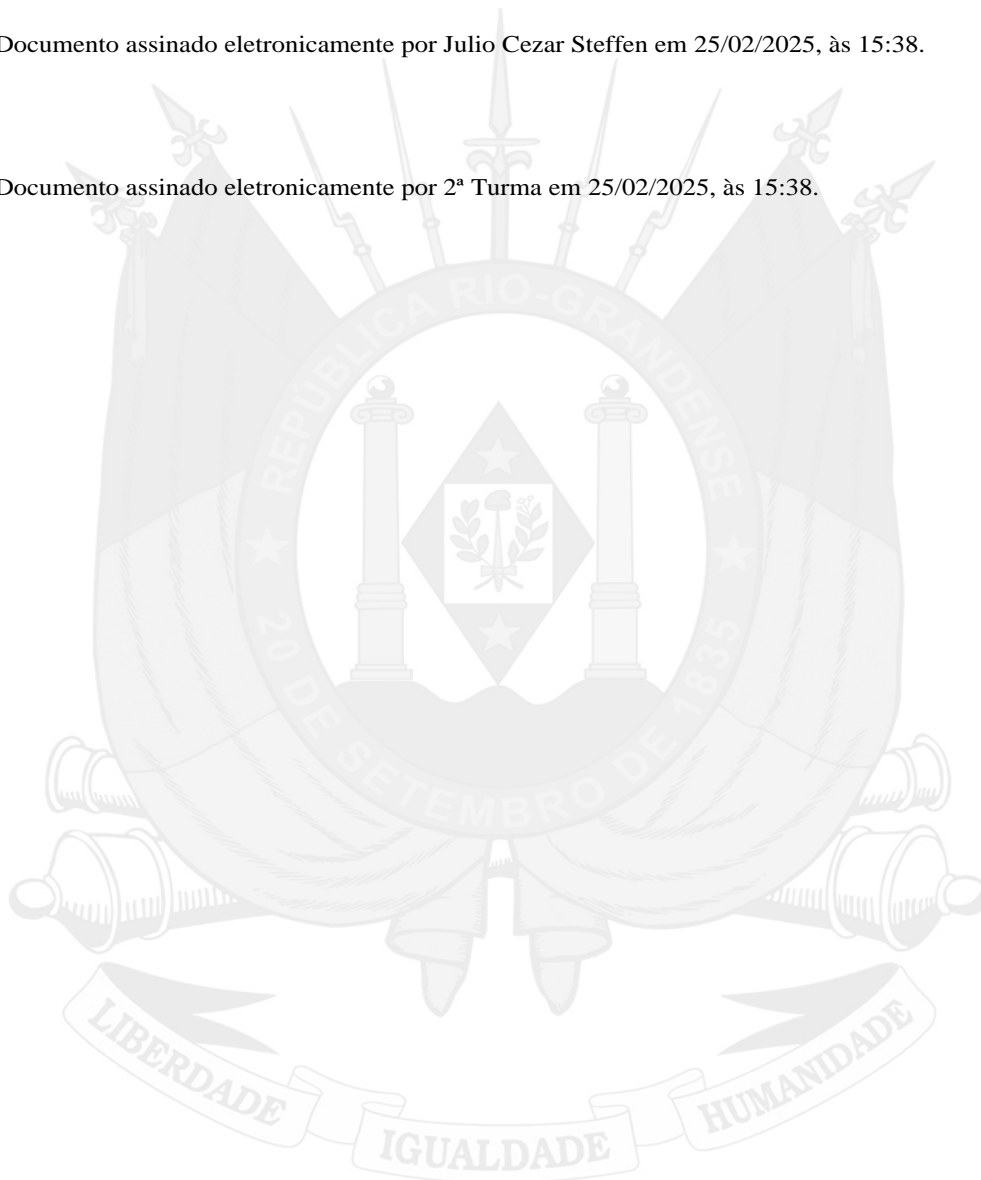 Documento assinado eletronicamente por Julio Cezar Steffen em 25/02/2025, às 15:38.
Documento assinado eletronicamente por 2ª Turma em 25/02/2025, às 15:38.
REPÚBLICA RIO-GRANDENSE
★ 20 DE SETEMBRO DE 1835 ★
LIBERDADE
IGUALDADE
HUMANIDADE